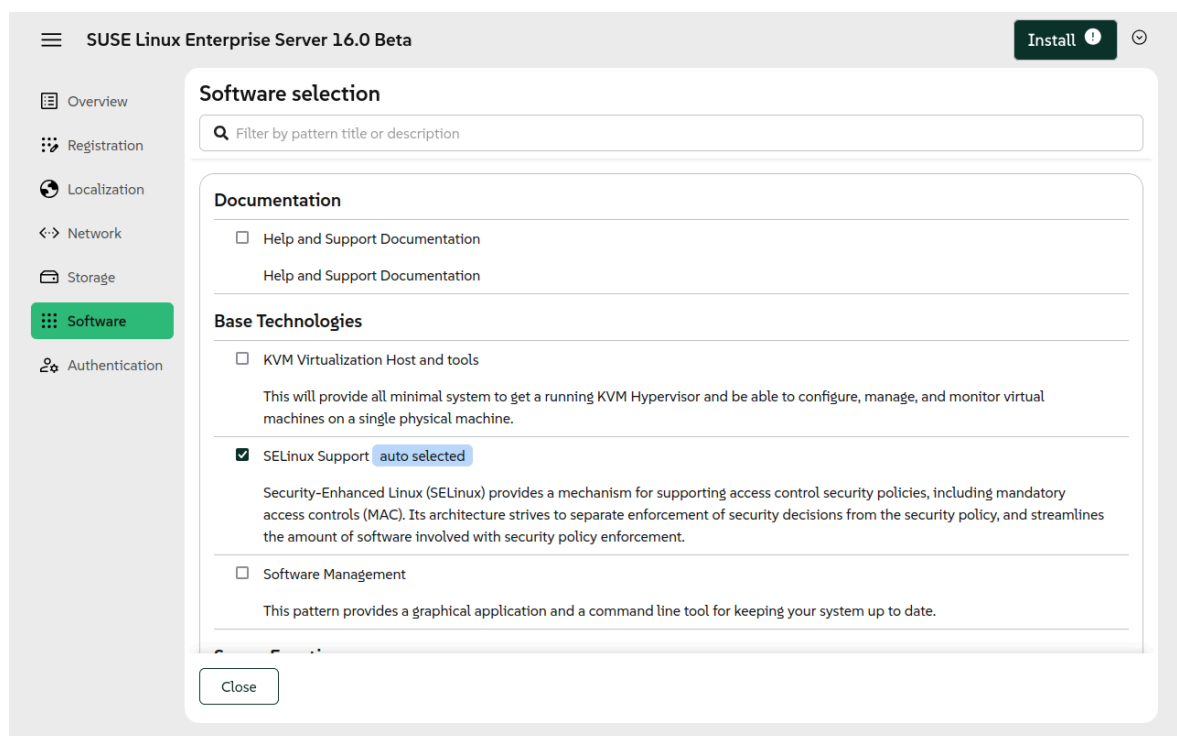 SUSE Linux Enterprise Server 16.0 Beta
Install
Overview
Registration
Localization
Network
Storage
Software
Authentication
Software selection
Filter by pattern title or description
Documentation
Help and Support Documentation
Help and Support Documentation
Base Technologies
KVM Virtualization Host and tools
This will provide all minimal system to get a running KVM Hypervisor and be able to configure, manage, and monitor virtual
machines on a single physical machine.
SELinux Support auto selected
Security-Enhanced Linux (SELinux) provides a mechanism for supporting access control security policies, including mandatory
access controls (MAC). Its architecture strives to separate enforcement of security decisions from the security policy, and streamlines
the amount of software involved with security policy enforcement.
Software Management
This pattern provides a graphical application and a command line tool for keeping your system up to date.
Close